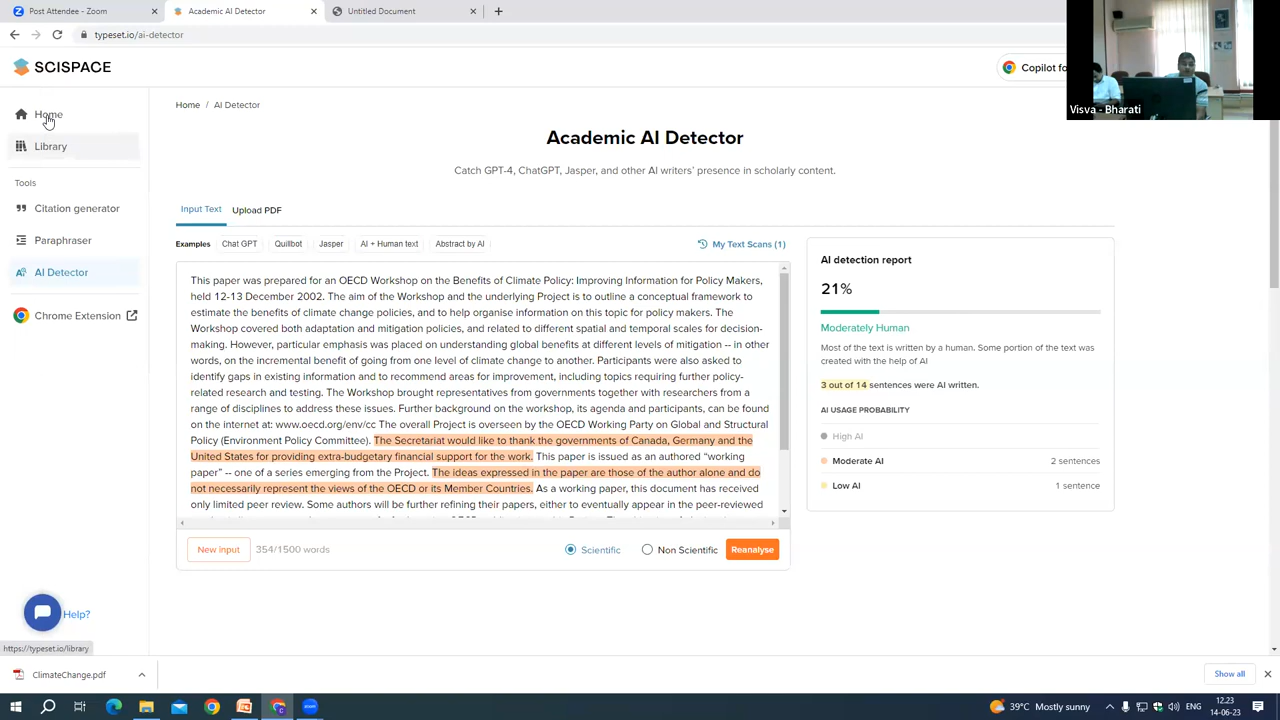 Post Attendee - Zoom
Academic AI Detector
Untitled Document
typeset.io/ai-detector
SCISPACE
Copilot fo
Visva - Bharati
Home
Library
Tools
Citation generator
Paraphraser
AI Detector
Chrome Extension
Help?
https://typeset.io/library
Home / AI Detector
Academic AI Detector
Catch GPT-4, ChatGPT, Jasper, and other AI writers' presence in scholarly content.
Input Text Upload PDF
Examples Chat GPT Quillbot Jasper AI + Human text Abstract by AI My Text Scans (1)
This paper was prepared for an OECD Workshop on the Benefits of Climate Policy: Improving Information for Policy Makers,
held 12-13 December 2002. The aim of the Workshop and the underlying Project is to outline a conceptual framework to
estimate the benefits of climate change policies, and to help organise information on this topic for policy makers. The
Workshop covered both adaptation and mitigation policies, and related to different spatial and temporal scales for decision-
making. However, particular emphasis was placed on understanding global benefits at different levels of mitigation -- in other
words, on the incremental benefit of going from one level of climate change to another. Participants were also asked to
identify gaps in existing information and to recommend areas for improvement, including topics requiring further policy-
related research and testing. The Workshop brought representatives from governments together with researchers from a
range of disciplines to address these issues. Further background on the workshop, its agenda and participants, can be found
on the internet at: www.oecd.org/env/cc The overall Project is overseen by the OECD Working Party on Global and Structural
Policy (Environment Policy Committee). The Secretariat would like to thank the governments of Canada, Germany and the
United States for providing extra-budgetary financial support for the work. This paper is issued as an authored “working
paper” -- one of a series emerging from the Project. The ideas expressed in the paper are those of the author alone and do
not necessarily represent the views of the OECD or its Member Countries. As a working paper, this document has received
only limited peer review. Some authors will be further refining their papers, either to eventually appear in the peer-reviewed
New input 354/1500 words Scientific Non Scientific Reanalyse
AI detection report
21%
Moderately Human
Most of the text is written by a human. Some portion of the text was
created with the help of AI
3 out of 14 sentences were AI written.
AI USAGE PROBABILITY
High AI
Moderate AI 2 sentences
Low AI 1 sentence
ClimateChange.pdf
Show all
39°C Mostly sunny
ENG
12.23
14-06-23